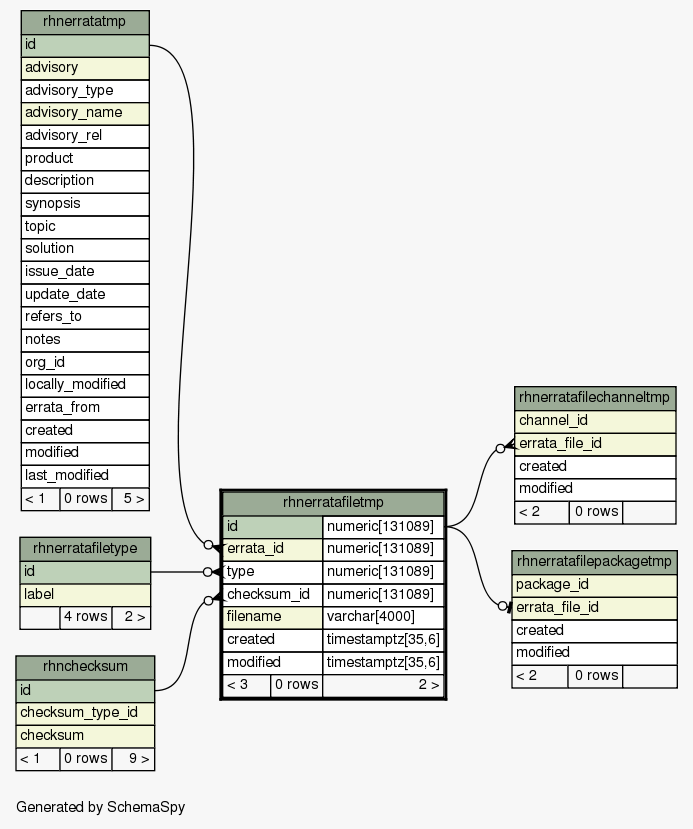 rhnerratatmp
id
advisory
advisory_type
advisory_name
advisory_rel
product
description
synopsis
topic
solution
issue_date
update_date
refers_to
notes
org_id
locally_modified
errata_from
created
modified
last_modified
< 1 0 rows 5 >
rhnerratafiletype
id
label
4 rows 2 >
rhnchecksum
id
checksum_type_id
checksum
< 1 0 rows 9 >
rhnerratafiletmp
id numeric[131089]
errata_id numeric[131089]
type numeric[131089]
checksum_id numeric[131089]
filename varchar[4000]
created timestamptz[35,6]
modified timestamptz[35,6]
< 3 0 rows 2 >
rhnerratafilechanneltmp
channel_id
errata_file_id
created
modified
< 2 0 rows
rhnerratafilepackagetmp
package_id
errata_file_id
created
modified
< 2 0 rows
Generated by SchemaSpy